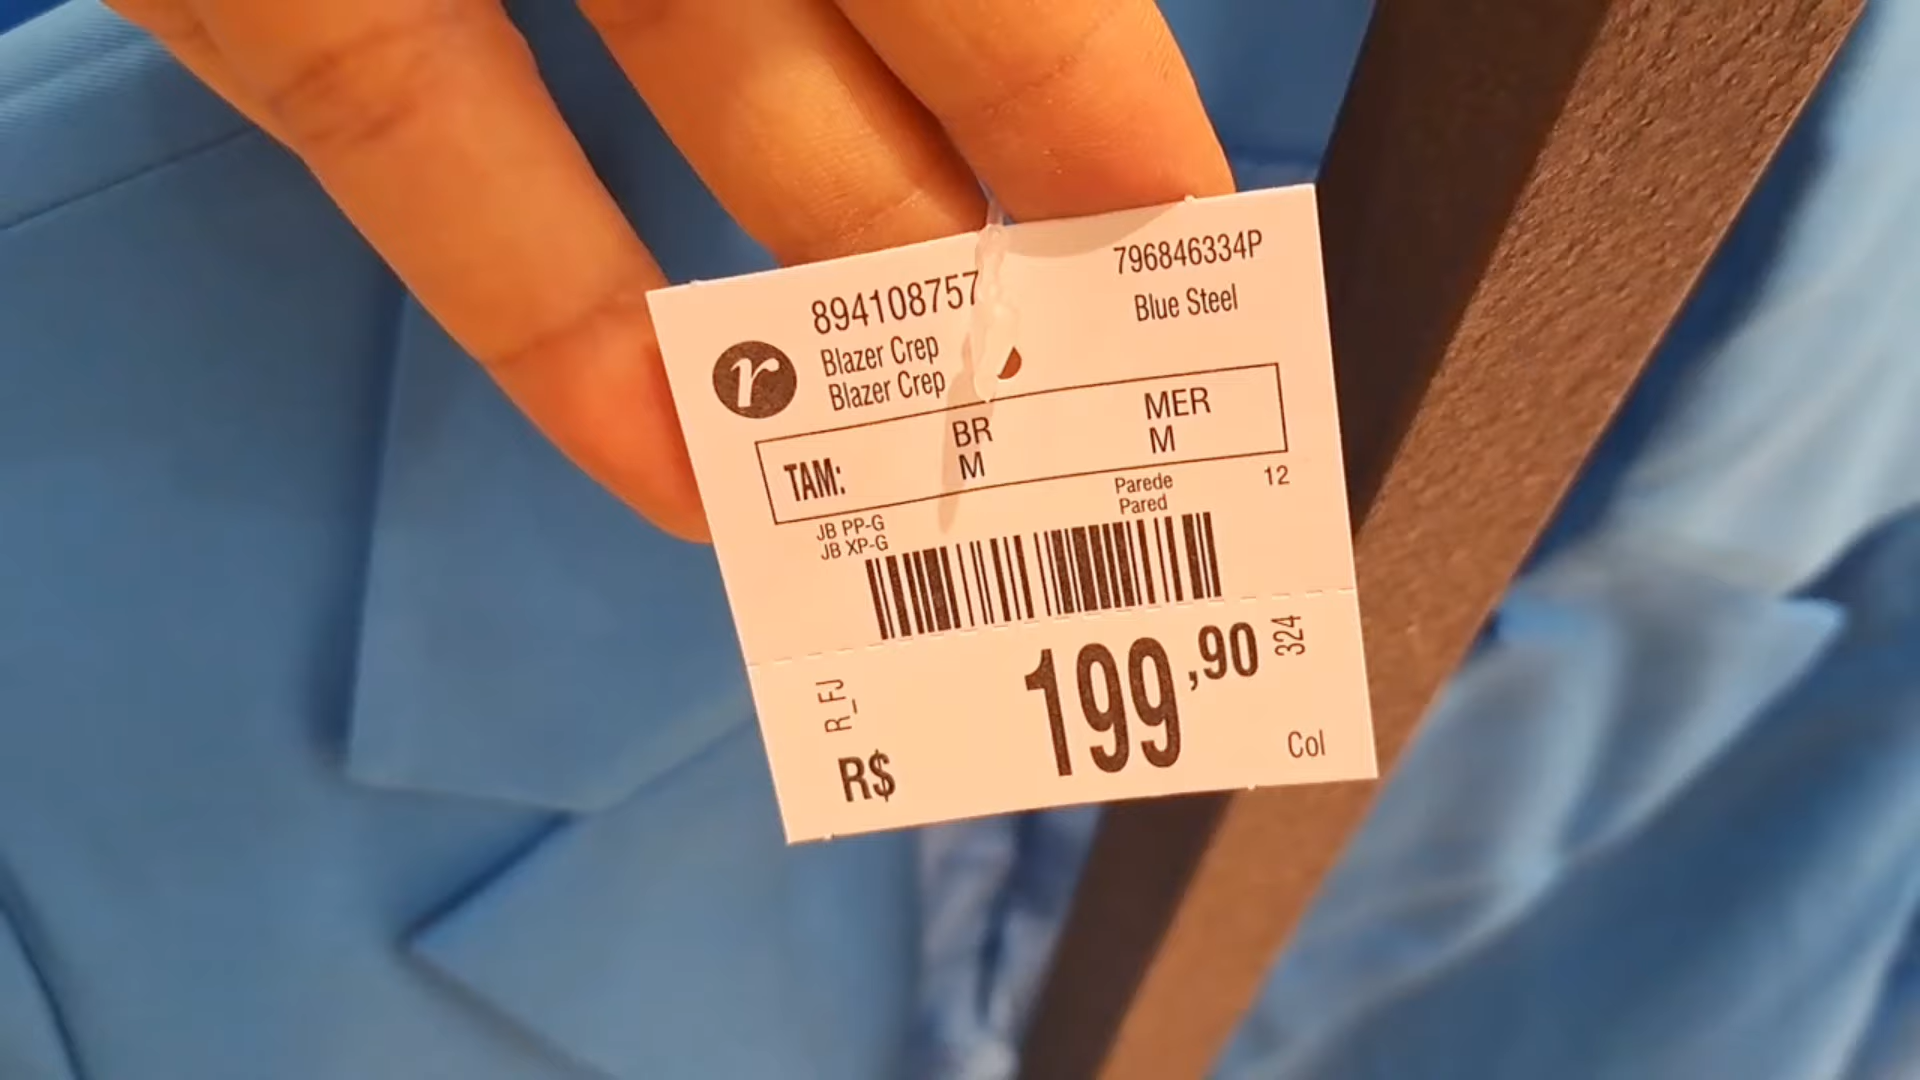 894108757
796846334P
Blue Steel
r
Blazer Crep
Blazer Crep
TAM:
BR
M
MER
M
JB PP-G
JB XP-G
Parede
Pared
12
R_FJ
R$
199,90
324
Col